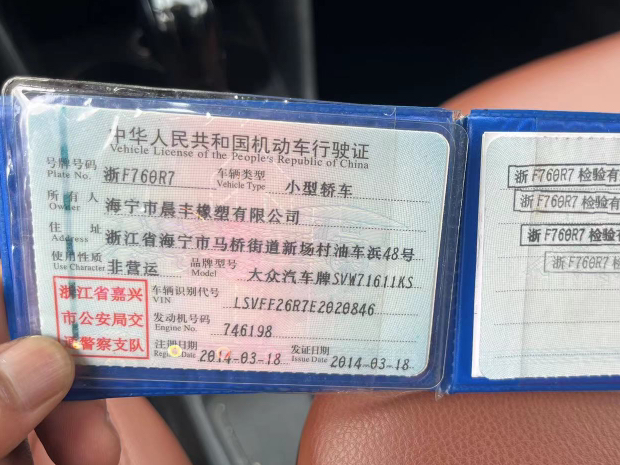 中华人民共和国机动车行驶证
Vehicle License of the People's Republic of China
号牌号码 浙F760R7 车辆类型 小型轿车
Plate No. Vehicle Type
所有人 海宁市晨丰橡塑有限公司
Owner
住址 浙江省海宁市马桥街道新场村油车浜48号
Address
使用性质 非营运 品牌型号 大众汽车牌SVW71611KS
Use Character Model
浙江省嘉兴
市公安局交
通警察支队
车辆识别代号 LSVFF26R7E2020846
VIN
发动机号码 746198
Engine No.
注册日期 2014-03-18 发证日期 2014-03-18
Issue Date
浙F760R7 检验有
浙F760R7 检验有
浙F760R7 检验有
浙F760R7 检